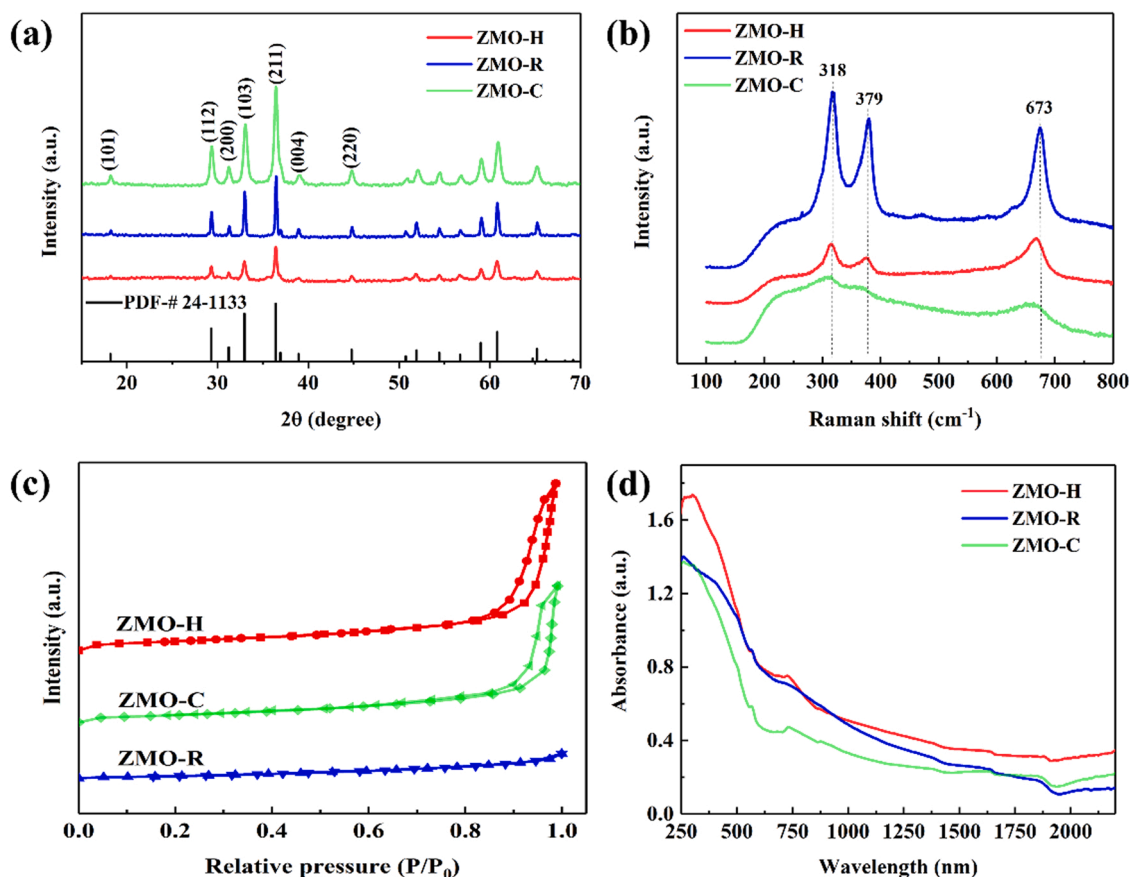 (a)
ZMO-H
ZMO-R
ZMO-C
(101)
(112)
(200)
(103)
(211)
(004)
(220)
PDF-# 24-1133
Intensity (a.u.)
20 30 40 50 60 70
2θ (degree)
(b)
ZMO-H
ZMO-R
ZMO-C
318
379
673
Intensity (a.u.)
100 200 300 400 500 600 700 800
Raman shift (cm⁻¹)
(c)
ZMO-H
ZMO-C
ZMO-R
Intensity (a.u.)
0.0 0.2 0.4 0.6 0.8 1.0
Relative pressure (P/P₀)
(d)
ZMO-H
ZMO-R
ZMO-C
1.6
1.2
0.8
0.4
0.0
Absorbance (a.u.)
250 500 750 1000 1250 1500 1750 2000
Wavelength (nm)